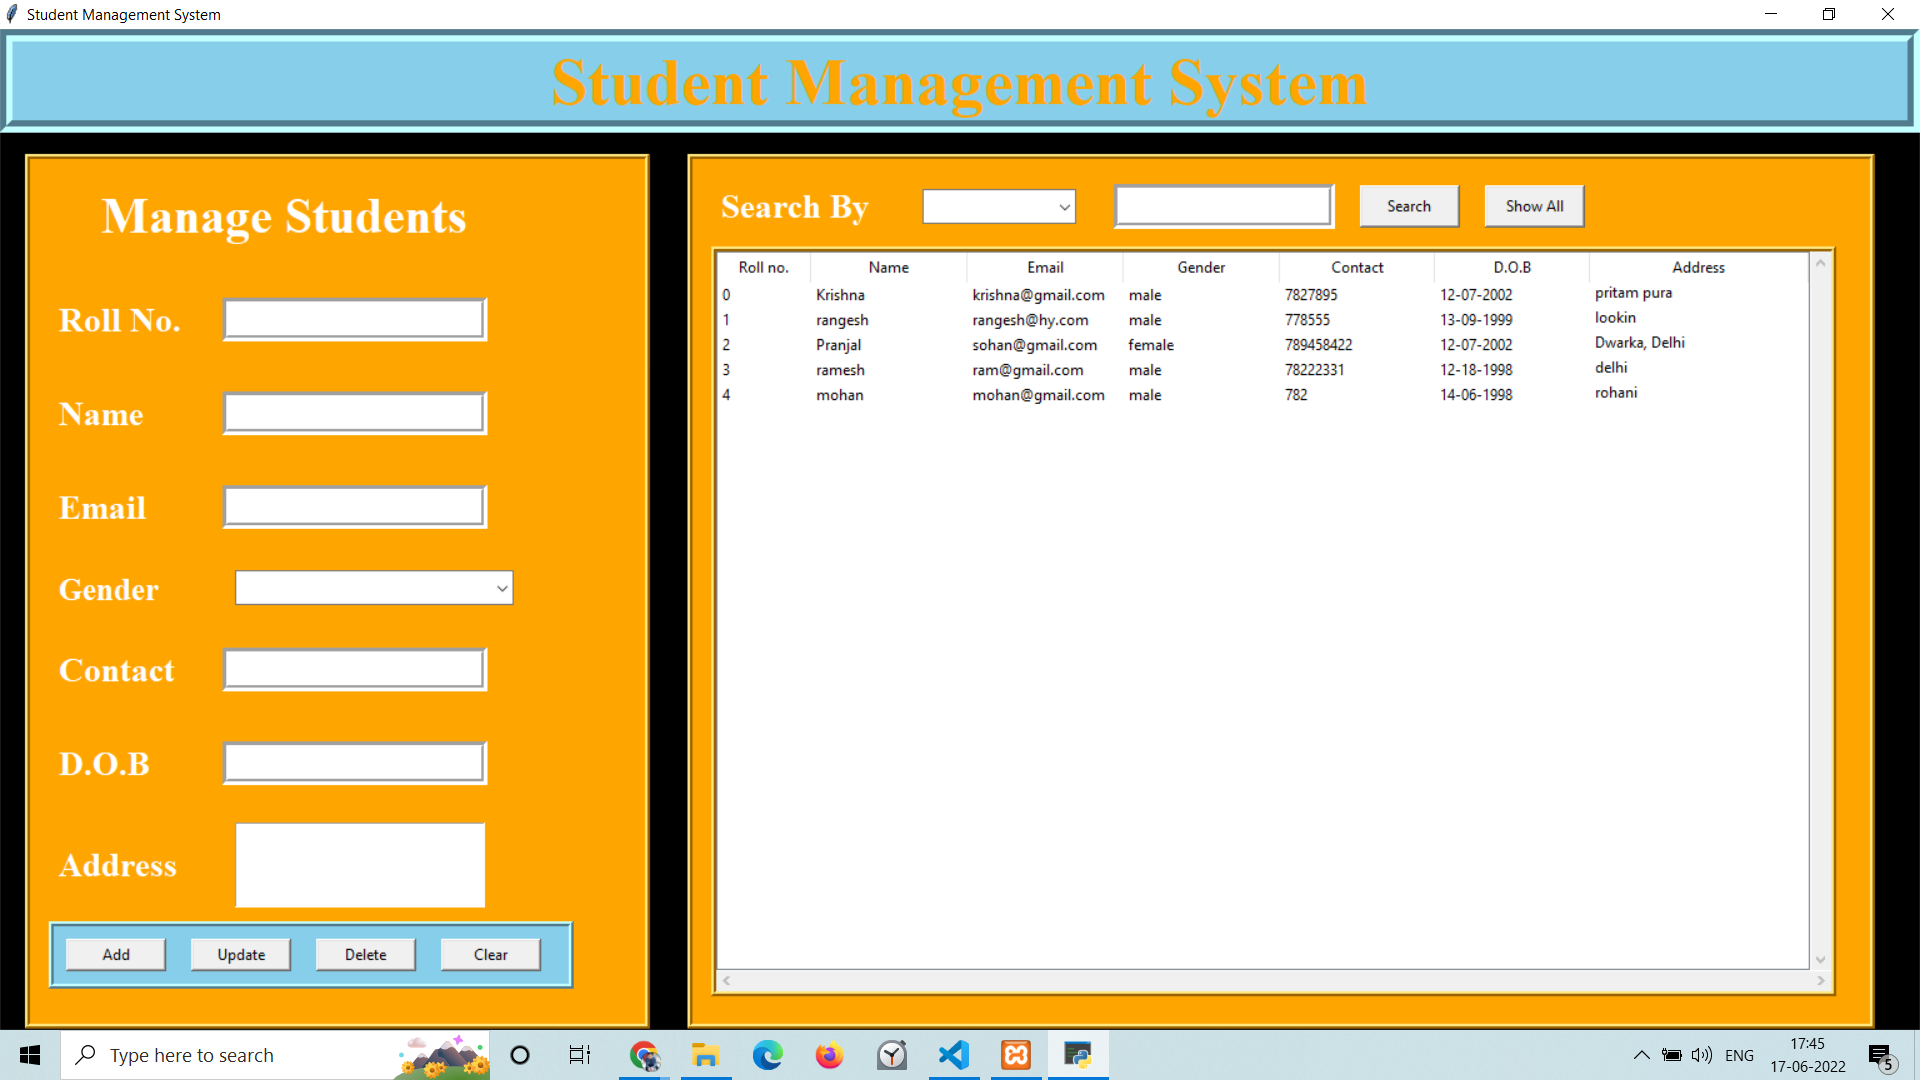 Student Management System
Student Management System
Manage Students
Roll No.
Name
Email
Gender
Contact
D.O.B
Address
Add Update Delete Clear
Search By Search Show All
Roll no. Name Email Gender Contact D.O.B Address
0 Krishna krishna@gmail.com male 7827895 12-07-2002 pritam pura
1 rangesh rangesh@hy.com male 778555 13-09-1999 lookin
2 Pranjal sohan@gmail.com female 789458422 12-07-2002 Dwarka, Delhi
3 ramesh ram@gmail.com male 78222331 12-18-1998 delhi
4 mohan mohan@gmail.com male 782 14-06-1998 rohani
Type here to search
ENG
17:45
17-06-2022
5